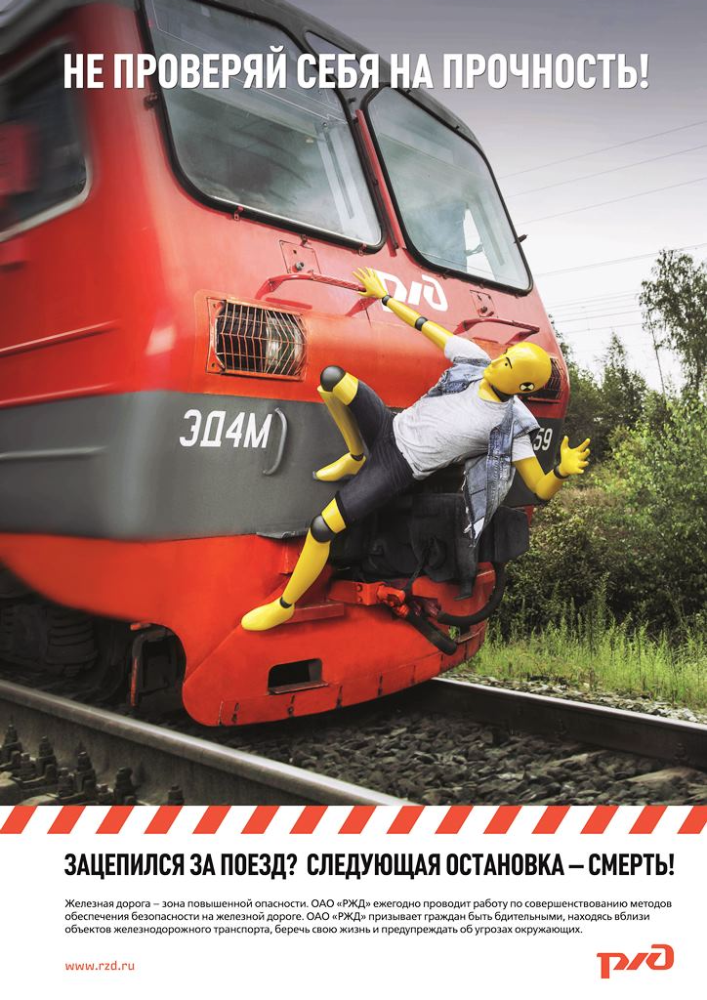 НЕ ПРОВЕРЯЙ СЕБЯ НА ПРОЧНОСТЬ!
РЖД
ЭД4М
59
ЗАЦЕПИЛСЯ ЗА ПОЕЗД? СЛЕДУЮЩАЯ ОСТАНОВКА – СМЕРТЬ!
Железная дорога – зона повышенной опасности. ОАО «РЖД» ежегодно проводит работу по совершенствованию методов
обеспечения безопасности на железной дороге. ОАО «РЖД» призывает граждан быть бдительными, находясь вблизи
объектов железнодорожного транспорта, беречь свою жизнь и предупреждать об угрозах окружающих.
www.rzd.ru
РЖД